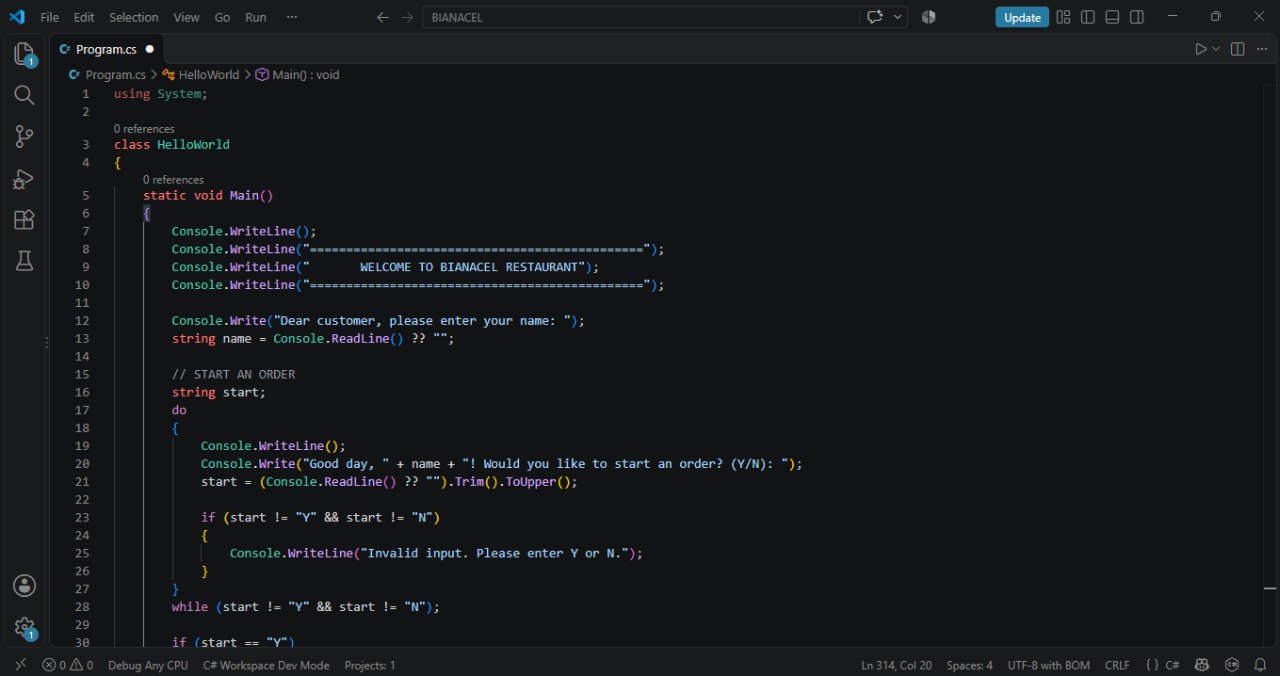 File Edit Selection View Go Run ··· BIANACEL Update
Program.cs
Program.cs > HelloWorld > Main() : void
1 using System;
2
0 references
3 class HelloWorld
4 {
0 references
5 static void Main()
6 {
7 Console.WriteLine();
8 Console.WriteLine("==============================================");
9 Console.WriteLine("       WELCOME TO BIANACEL RESTAURANT");
10 Console.WriteLine("==============================================");
11
12 Console.Write("Dear customer, please enter your name: ");
13 string name = Console.ReadLine() ?? "";
14
15 // START AN ORDER
16 string start;
17 do
18 {
19 Console.WriteLine();
20 Console.Write("Good day, " + name + "! Would you like to start an order? (Y/N): ");
21 start = (Console.ReadLine() ?? "").Trim().ToUpper();
22
23 if (start != "Y" && start != "N")
24 {
25 Console.WriteLine("Invalid input. Please enter Y or N.");
26 }
27 }
28 while (start != "Y" && start != "N");
29
30 if (start == "Y")
1
1
0 0 Debug Any CPU C# Workspace Dev Mode Projects: 1 Ln 314, Col 20 Spaces: 4 UTF-8 with BOM CRLF { } C#